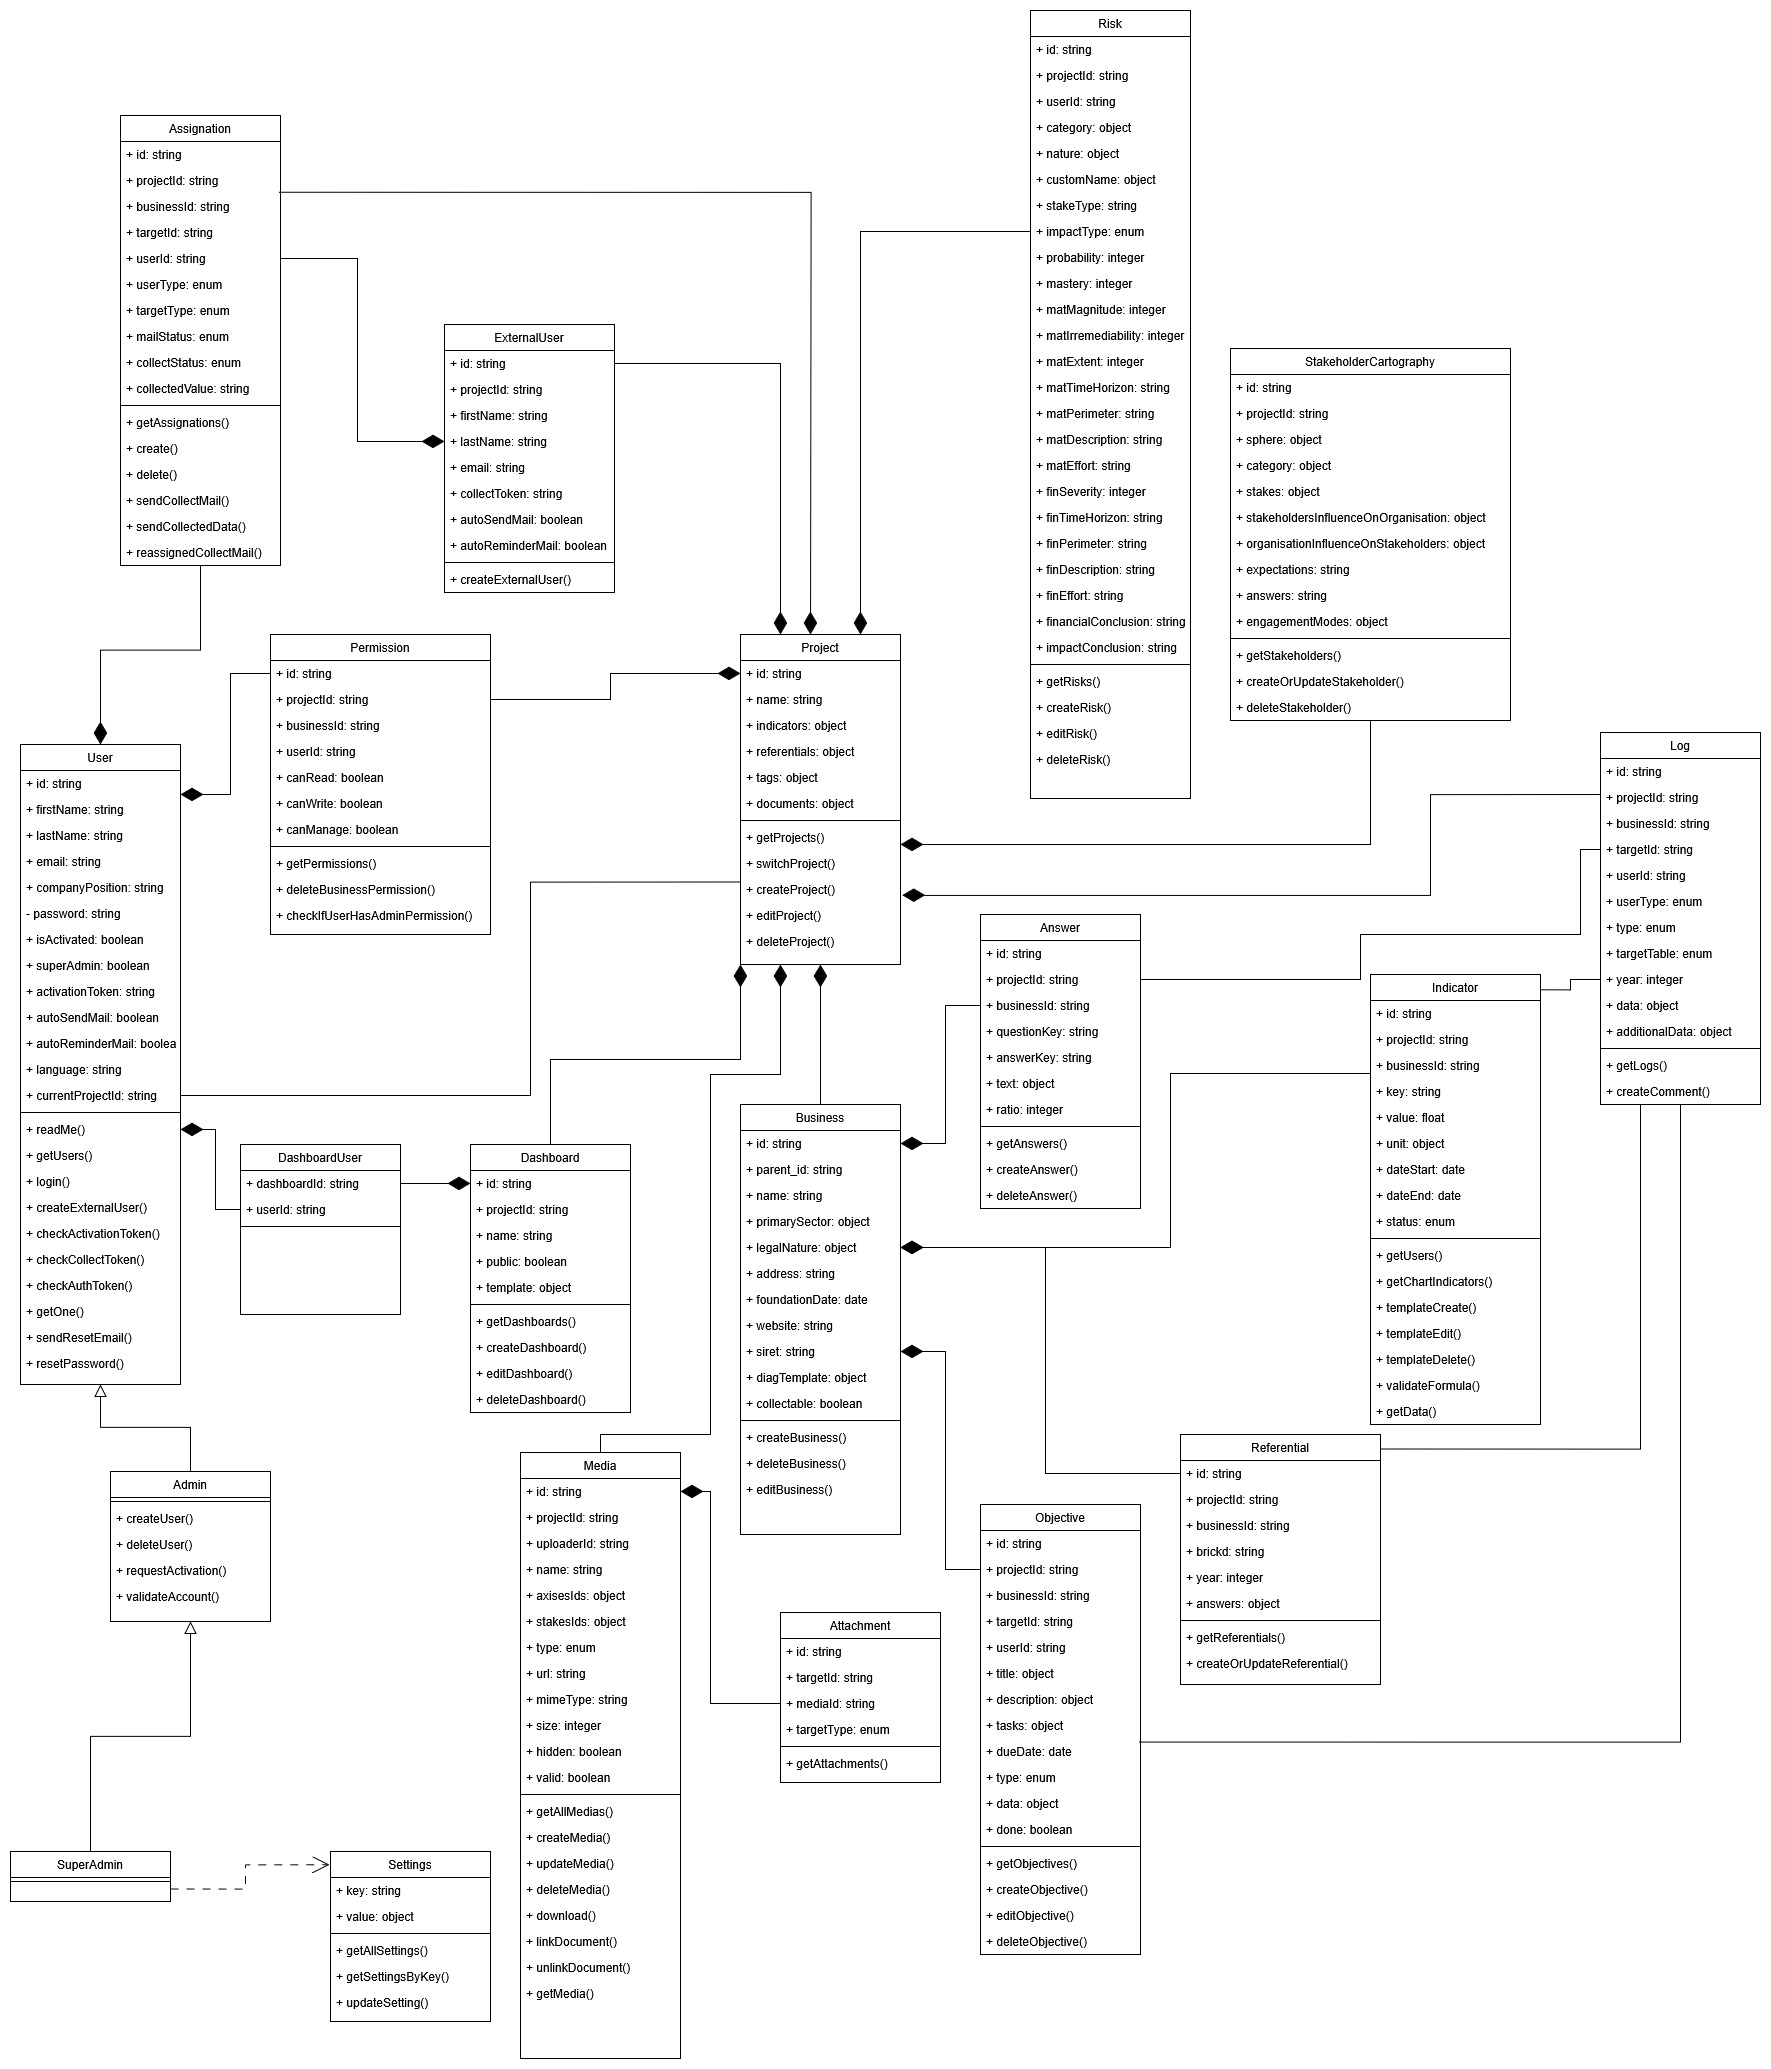 Risk
+ id: string
+ projectId: string
+ userId: string
+ category: object
+ nature: object
+ customName: object
+ stakeType: string
+ impactType: enum
+ probability: integer
+ mastery: integer
+ matMagnitude: integer
+ matIrremediability: integer
+ matExtent: integer
+ matTimeHorizon: string
+ matPerimeter: string
+ matDescription: string
+ matEffort: string
+ finSeverity: integer
+ finTimeHorizon: string
+ finPerimeter: string
+ finDescription: string
+ finEffort: string
+ financialConclusion: string
+ impactConclusion: string
+ getRisks()
+ createRisk()
+ editRisk()
+ deleteRisk()
Assignation
+ id: string
+ projectId: string
+ businessId: string
+ targetId: string
+ userId: string
+ userType: enum
+ targetType: enum
+ mailStatus: enum
+ collectStatus: enum
+ collectedValue: string
+ getAssignations()
+ create()
+ delete()
+ sendCollectMail()
+ sendCollectedData()
+ reassignedCollectMail()
ExternalUser
+ id: string
+ projectId: string
+ firstName: string
+ lastName: string
+ email: string
+ collectToken: string
+ autoSendMail: boolean
+ autoReminderMail: boolean
+ createExternalUser()
StakeholderCartography
+ id: string
+ projectId: string
+ sphere: object
+ category: object
+ stakes: object
+ stakeholdersInfluenceOnOrganisation: object
+ organisationInfluenceOnStakeholders: object
+ expectations: string
+ answers: string
+ engagementModes: object
+ getStakeholders()
+ createOrUpdateStakeholder()
+ deleteStakeholder()
Permission
+ id: string
+ projectId: string
+ businessId: string
+ userId: string
+ canRead: boolean
+ canWrite: boolean
+ canManage: boolean
+ getPermissions()
+ deleteBusinessPermission()
+ checkIfUserHasAdminPermission()
Project
+ id: string
+ name: string
+ indicators: object
+ referentials: object
+ tags: object
+ documents: object
+ getProjects()
+ switchProject()
+ createProject()
+ editProject()
+ deleteProject()
Log
+ id: string
+ projectId: string
+ businessId: string
+ targetId: string
+ userId: string
+ userType: enum
+ type: enum
+ targetTable: enum
+ year: integer
+ data: object
+ additionalData: object
+ getLogs()
+ createComment()
User
+ id: string
+ firstName: string
+ lastName: string
+ email: string
+ companyPosition: string
- password: string
+ isActivated: boolean
+ superAdmin: boolean
+ activationToken: string
+ autoSendMail: boolean
+ autoReminderMail: boolea
+ language: string
+ currentProjectId: string
+ readMe()
+ getUsers()
+ login()
+ createExternalUser()
+ checkActivationToken()
+ checkCollectToken()
+ checkAuthToken()
+ getOne()
+ sendResetEmail()
+ resetPassword()
Answer
+ id: string
+ projectId: string
+ businessId: string
+ questionKey: string
+ answerKey: string
+ text: object
+ ratio: integer
+ getAnswers()
+ createAnswer()
+ deleteAnswer()
Indicator
+ id: string
+ projectId: string
+ businessId: string
+ key: string
+ value: float
+ unit: object
+ dateStart: date
+ dateEnd: date
+ status: enum
+ getUsers()
+ getChartIndicators()
+ templateCreate()
+ templateEdit()
+ templateDelete()
+ validateFormula()
+ getData()
DashboardUser
+ dashboardId: string
+ userId: string
Dashboard
+ id: string
+ projectId: string
+ name: string
+ public: boolean
+ template: object
+ getDashboards()
+ createDashboard()
+ editDashboard()
+ deleteDashboard()
Business
+ id: string
+ parent_id: string
+ name: string
+ primarySector: object
+ legalNature: object
+ address: string
+ foundationDate: date
+ website: string
+ siret: string
+ diagTemplate: object
+ collectable: boolean
+ createBusiness()
+ deleteBusiness()
+ editBusiness()
Referential
+ id: string
+ projectId: string
+ businessId: string
+ brickd: string
+ year: integer
+ answers: object
+ getReferentials()
+ createOrUpdateReferential()
Admin
+ createUser()
+ deleteUser()
+ requestActivation()
+ validateAccount()
Media
+ id: string
+ projectId: string
+ uploaderId: string
+ name: string
+ axisesIds: object
+ stakesIds: object
+ type: enum
+ url: string
+ mimeType: string
+ size: integer
+ hidden: boolean
+ valid: boolean
+ getAllMedias()
+ createMedia()
+ updateMedia()
+ deleteMedia()
+ download()
+ linkDocument()
+ unlinkDocument()
+ getMedia()
Objective
+ id: string
+ projectId: string
+ businessId: string
+ targetId: string
+ userId: string
+ title: object
+ description: object
+ tasks: object
+ dueDate: date
+ type: enum
+ data: object
+ done: boolean
+ getObjectives()
+ createObjective()
+ editObjective()
+ deleteObjective()
Attachment
+ id: string
+ targetId: string
+ mediaId: string
+ targetType: enum
+ getAttachments()
SuperAdmin
Settings
+ key: string
+ value: object
+ getAllSettings()
+ getSettingsByKey()
+ updateSetting()